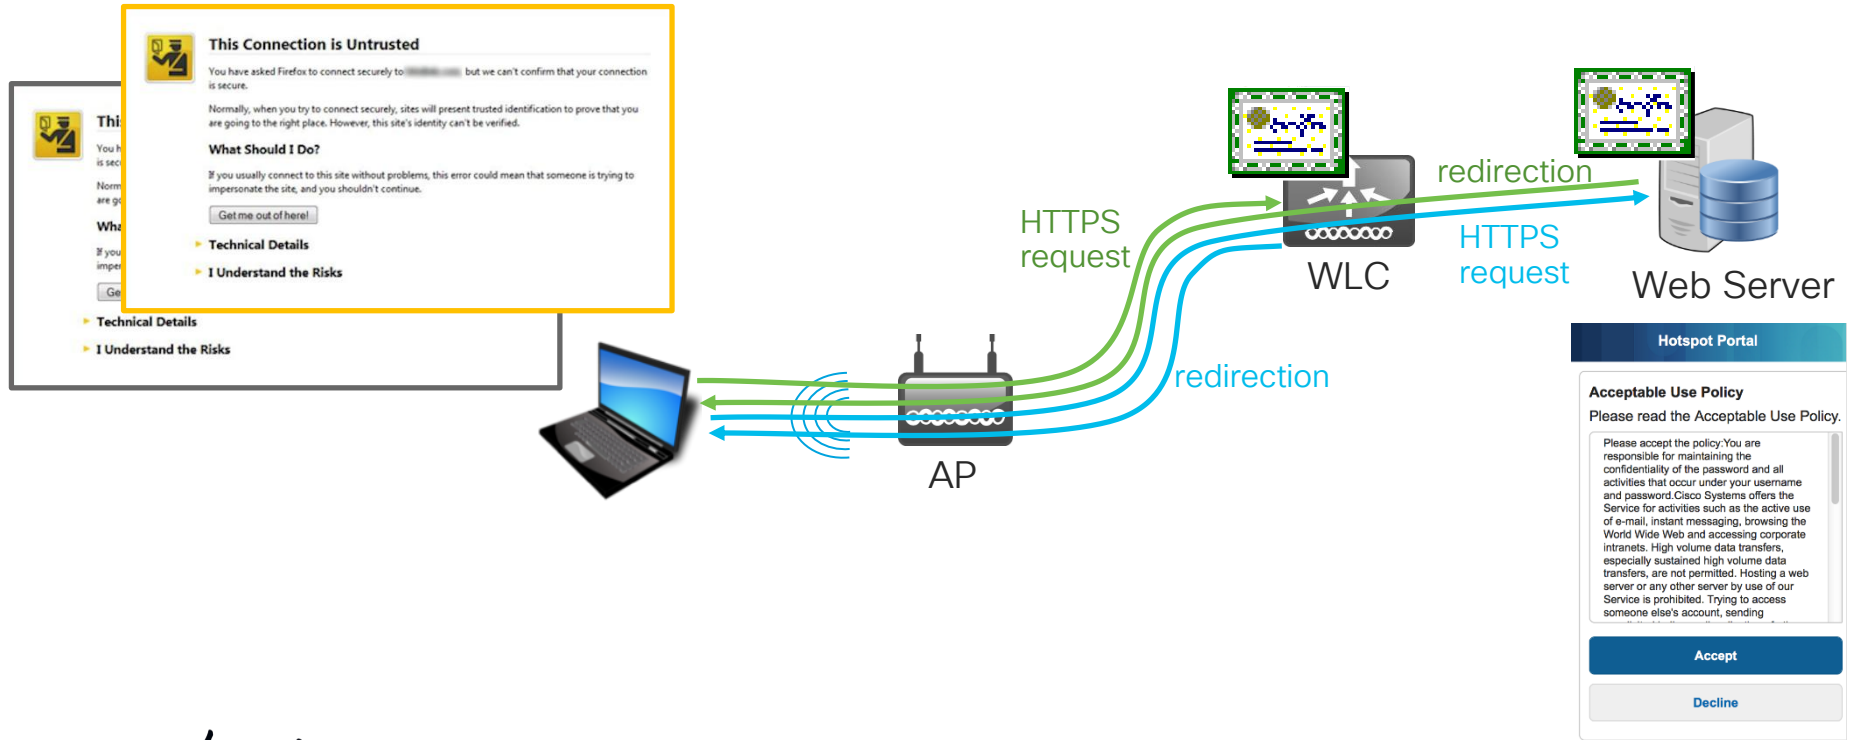 This Connection is Untrusted
You have asked Firefox to connect securely to but we can't confirm that your connection
is secure.
Normally, when you try to connect securely, sites will present trusted identification to prove that you
are going to the right place. However, this site's identity can't be verified.
What Should I Do?
If you usually connect to this site without problems, this error could mean that someone is trying to
impersonate the site, and you shouldn't continue.
Get me out of here!
Technical Details
I Understand the Risks
Technical Details
I Understand the Risks
HTTPS
request
redirection
WLC
HTTPS
request
Web Server
redirection
AP
Hotspot Portal
Acceptable Use Policy
Please read the Acceptable Use Policy.
Please accept the policy:You are
responsible for maintaining the
confidentiality of the password and all
activities that occur under your username
and password.Cisco Systems offers the
Service for activities such as the active use
of e-mail, instant messaging, browsing the
World Wide Web and accessing corporate
intranets. High volume data transfers,
especially sustained high volume data
transfers, are not permitted. Hosting a web
server or any other server by use of our
Service is prohibited. Trying to access
someone else's account, sending
Accept
Decline